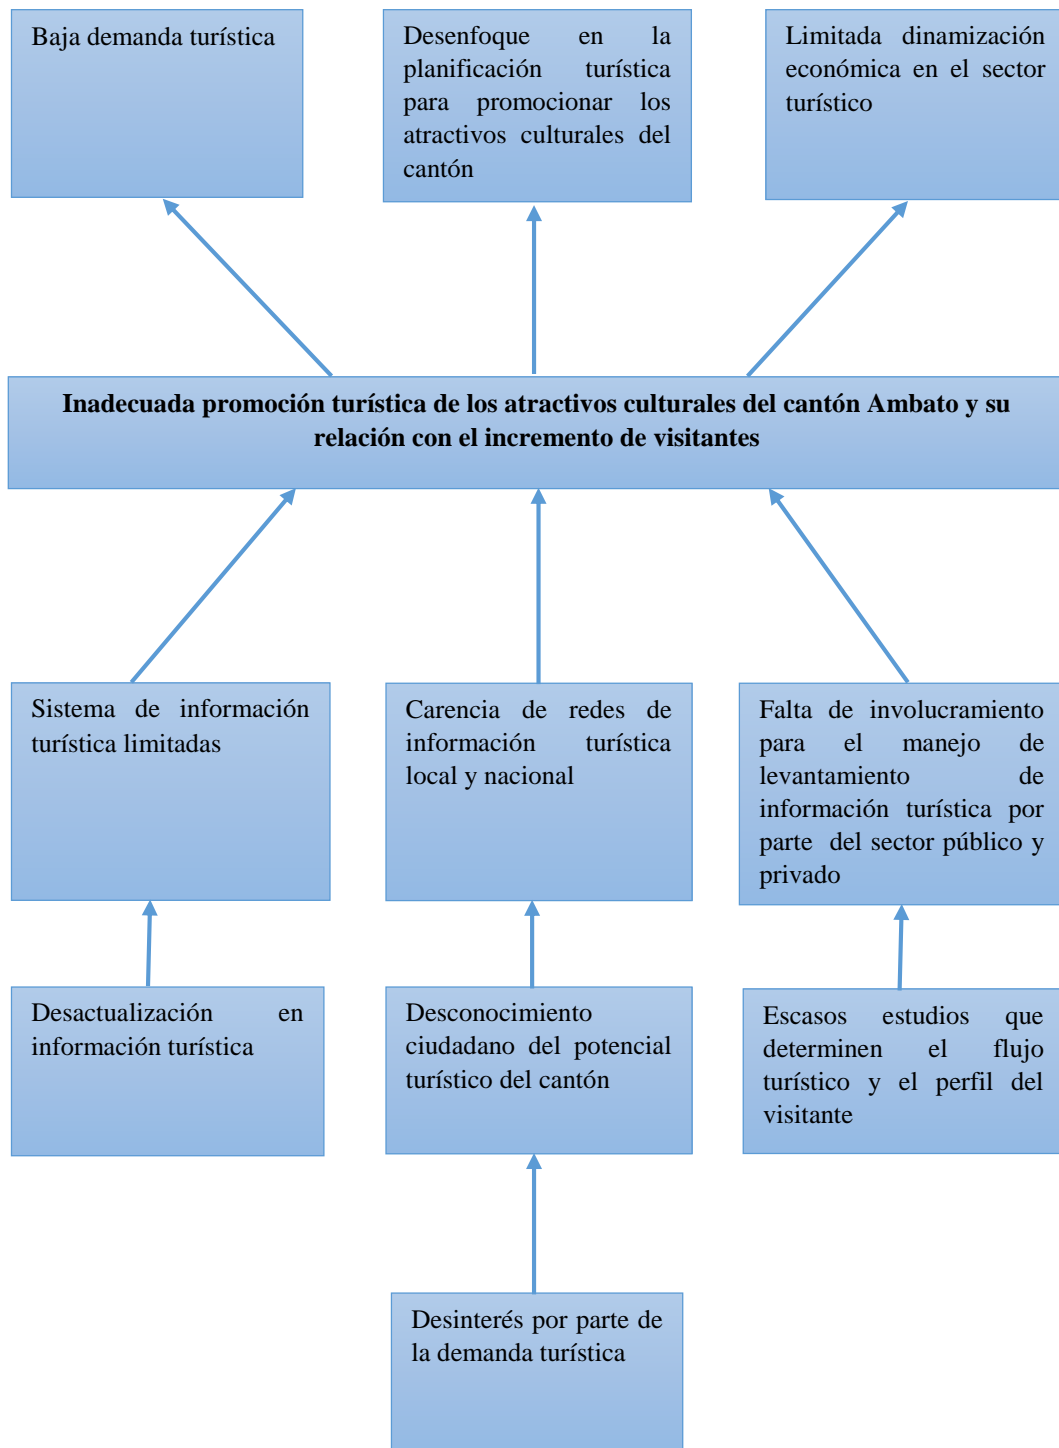 Baja demanda turística
Desenfoque en la
planificación turística
para promocionar los
atractivos culturales del
cantón
Limitada dinamización
económica en el sector
turístico
Inadecuada promoción turística de los atractivos culturales del cantón Ambato y su
relación con el incremento de visitantes
Sistema de información
turística limitadas
Carencia de redes de
información turística
local y nacional
Falta de involucramiento
para el manejo de
levantamiento de
información turística por
parte del sector público y
privado
Desactualización en
información turística
Desconocimiento
ciudadano del potencial
turístico del cantón
Escasos estudios que
determinen el flujo
turístico y el perfil del
visitante
Desinterés por parte de
la demanda turística